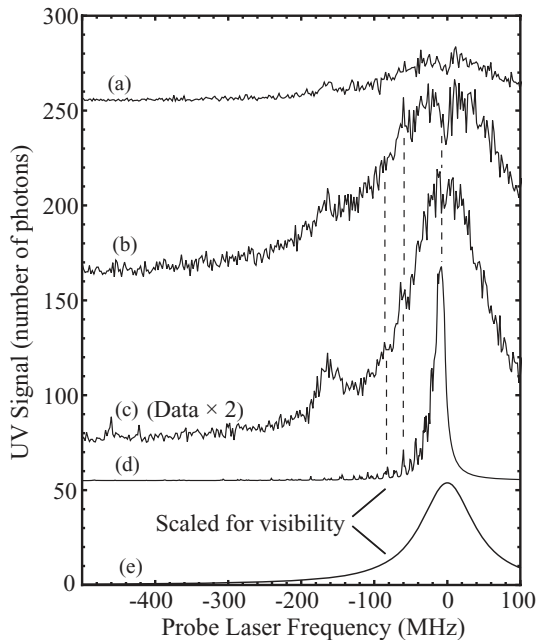 300
250
200
150
100
50
0
UV Signal (number of photons)
(a)
(b)
(c) (Data × 2)
(d)
Scaled for visibility
(e)
-400 -300 -200 -100 0 100
Probe Laser Frequency (MHz)